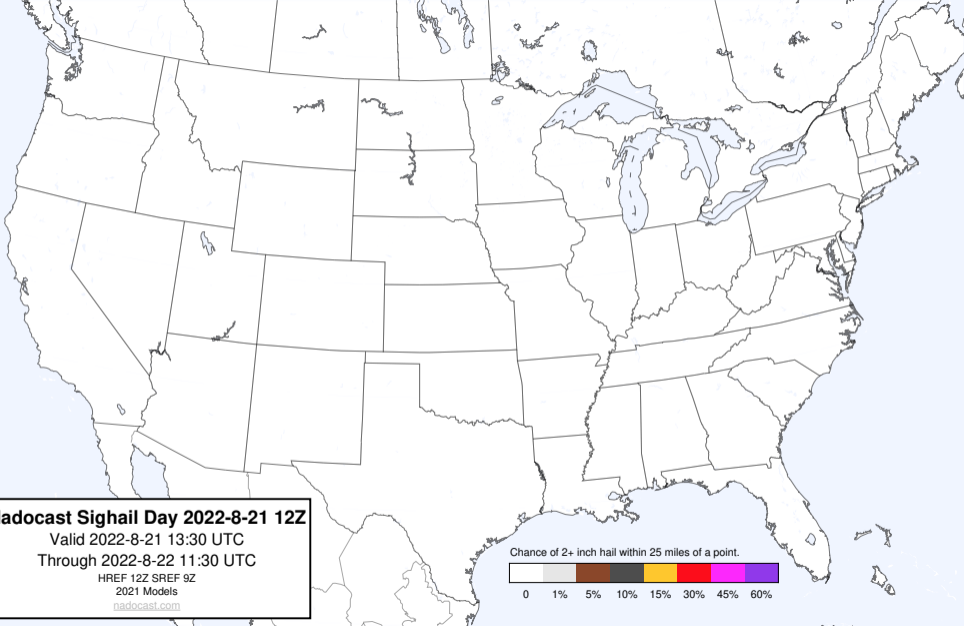 adocast Sighail Day 2022-8-21 12Z
Valid 2022-8-21 13:30 UTC
Through 2022-8-22 11:30 UTC
HREF 12Z SREF 9Z
2021 Models
nadocast.com
Chance of 2+ inch hail within 25 miles of a point.
0 1% 5% 10% 15% 30% 45% 60%